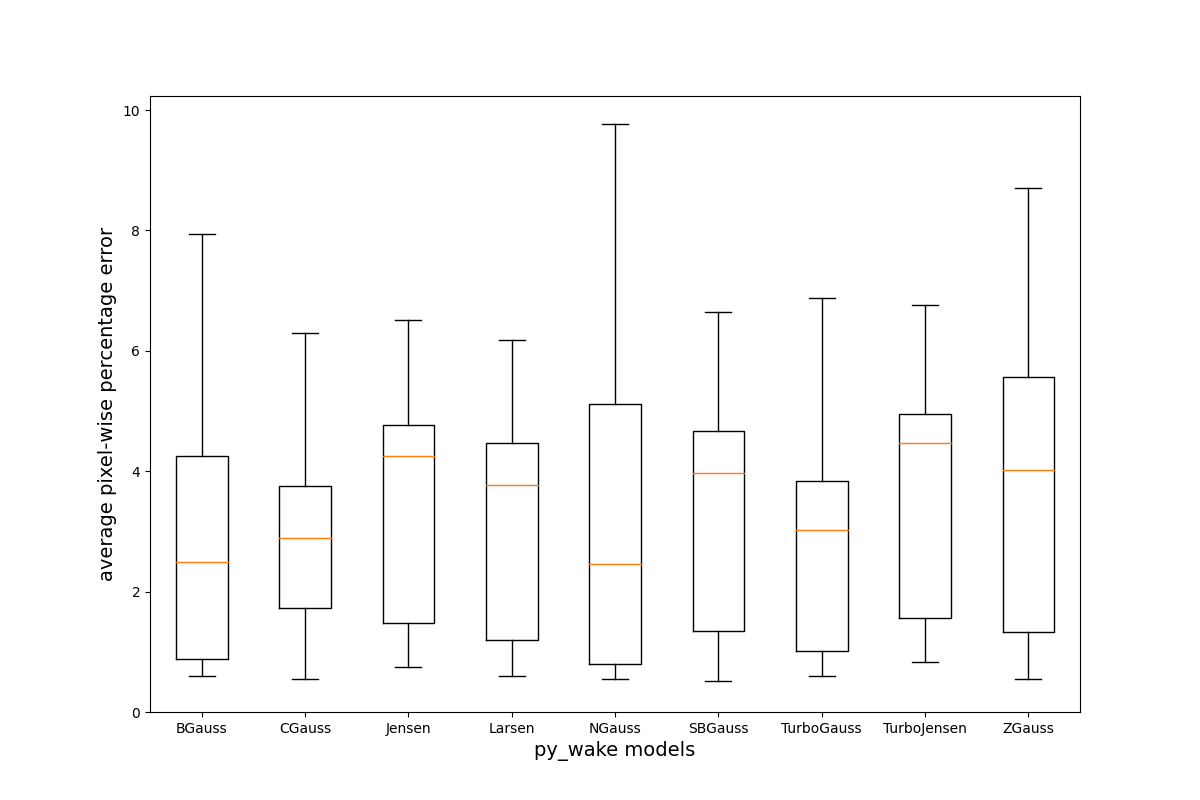 average pixel-wise percentage error
10
8
6
4
2
0
BGauss CGauss Jensen Larsen NGauss SBGauss TurboGauss TurboJensen ZGauss
py_wake models